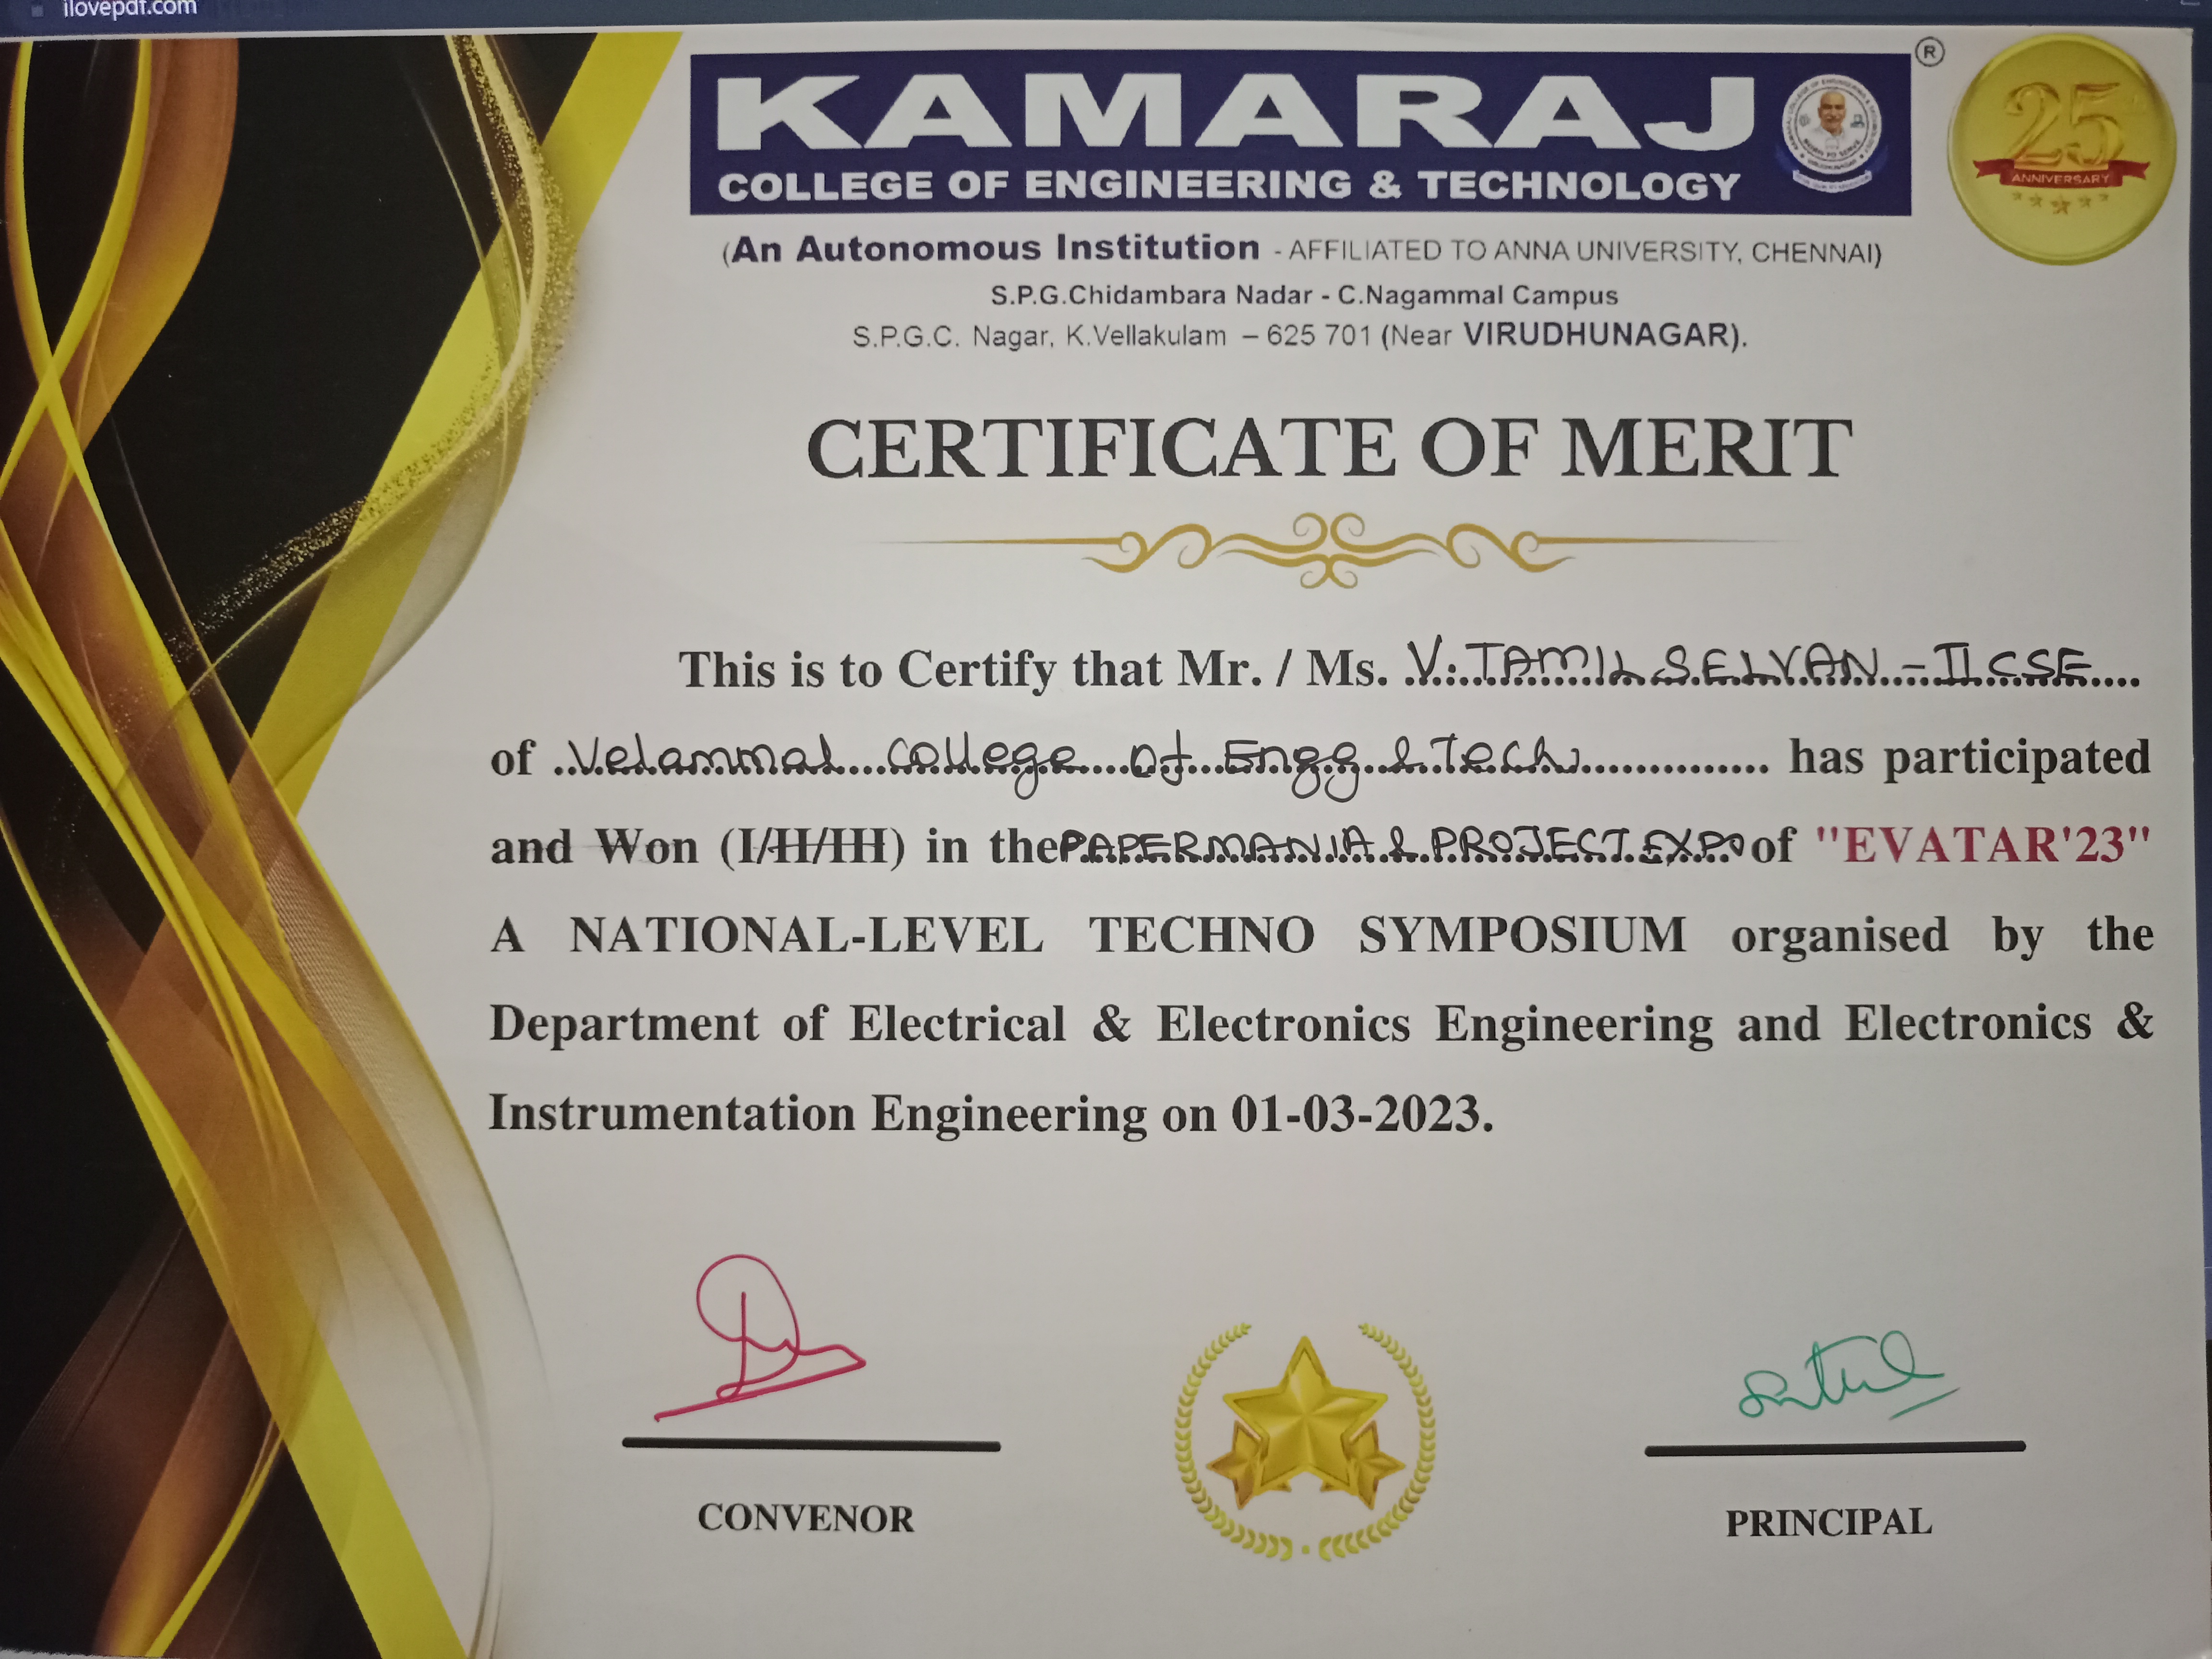 ilovepdf.com
KAMARAJ
COLLEGE OF ENGINEERING & TECHNOLOGY
®
25
ANNIVERSARY
(An Autonomous Institution - AFFILIATED TO ANNA UNIVERSITY, CHENNAI)
S.P.G.Chidambara Nadar - C.Nagammal Campus
S.P.G.C. Nagar, K.Vellakulam – 625 701 (Near VIRUDHUNAGAR).
CERTIFICATE OF MERIT
This is to Certify that Mr. / Ms. V. TAMIL SELVAN - II CSE
of Velammal college of Engg & Tech has participated
and Won (I/II/III) in the PAPERMANIA & PROJECT EXPO of "EVATAR'23"
A NATIONAL-LEVEL TECHNO SYMPOSIUM organised by the
Department of Electrical & Electronics Engineering and Electronics &
Instrumentation Engineering on 01-03-2023.
CONVENOR
PRINCIPAL